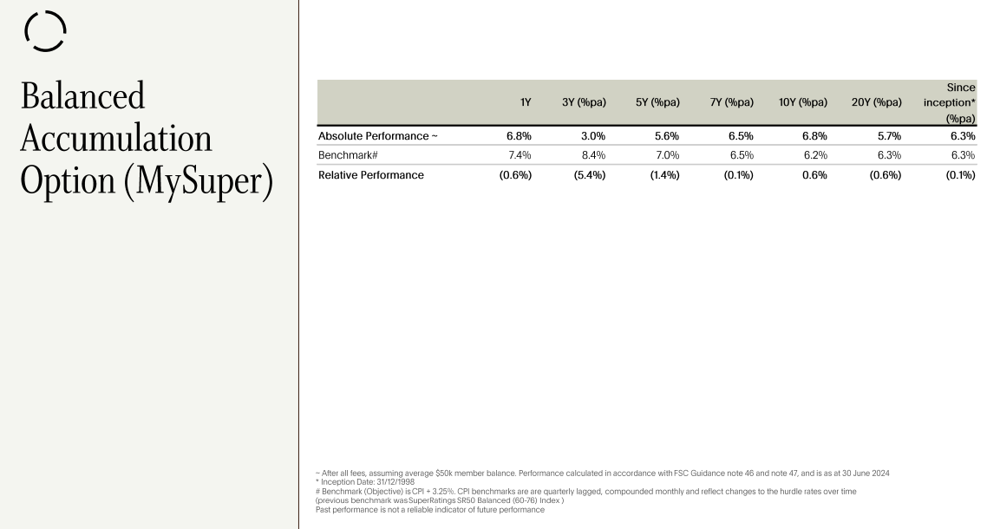 Balanced
Accumulation
Option (MySuper)
1Y 3Y (%pa) 5Y (%pa) 7Y (%pa) 10Y (%pa) 20Y (%pa) Since inception* (%pa)
Absolute Performance ~ 6.8% 3.0% 5.6% 6.5% 6.8% 5.7% 6.3%
Benchmark# 7.4% 8.4% 7.0% 6.5% 6.2% 6.3% 6.3%
Relative Performance (0.6%) (5.4%) (1.4%) (0.1%) 0.6% (0.6%) (0.1%)
~ After all fees, assuming average $50k member balance. Performance calculated in accordance with FSC Guidance note 46 and note 47, and is as at 30 June 2024
* Inception Date: 31/12/1998
# Benchmark (Objective) is CPI + 3.25%. CPI benchmarks are are quarterly lagged, compounded monthly and reflect changes to the hurdle rates over time
(previous benchmark was SuperRatings SR50 Balanced (60-76) Index )
Past performance is not a reliable indicator of future performance